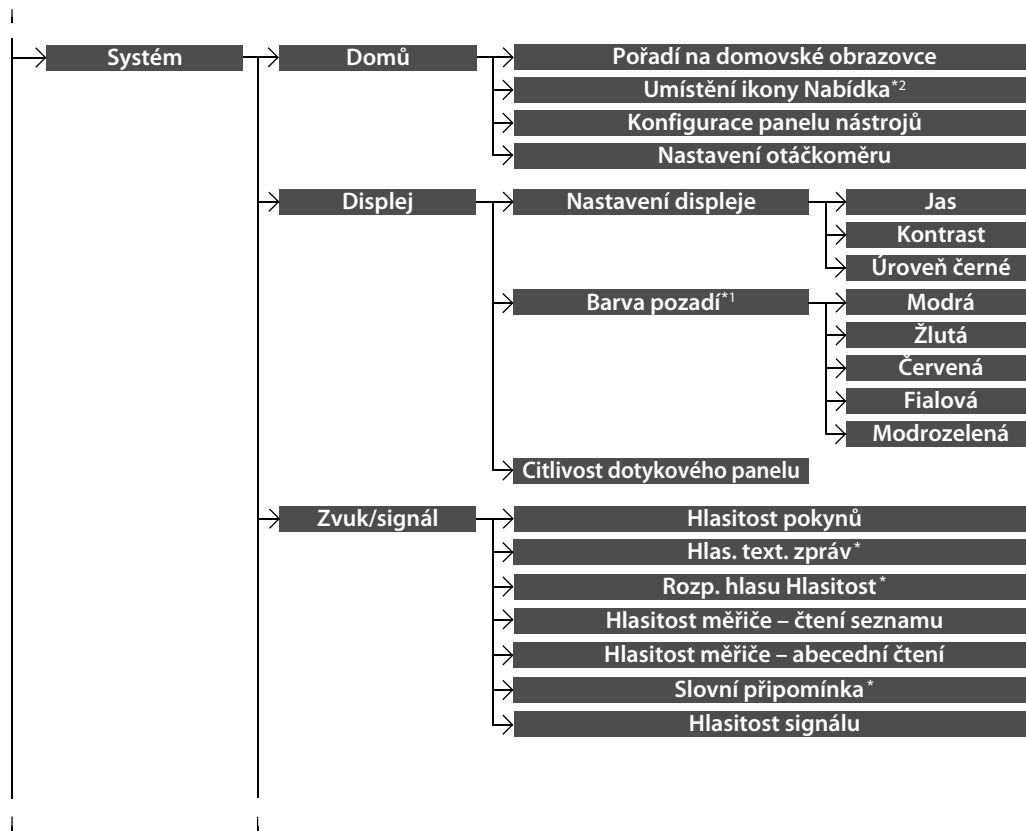 Systém
Domů
Pořadí na domovské obrazovce
Umístění ikony Nabídka*2
Konfigurace panelu nástrojů
Nastavení otáčkoměru
Displej
Nastavení displeje
Jas
Kontrast
Úroveň černé
Barva pozadí*1
Modrá
Žlutá
Červená
Fialová
Modrozelená
Citlivost dotykového panelu
Zvuk/signál
Hlasitost pokynů
Hlas. text. zpráv*
Rozp. hlasu Hlasitost*
Hlasitost měřiče – čtení seznamu
Hlasitost měřiče – abecední čtení
Slovní připomínka*
Hlasitost signálu